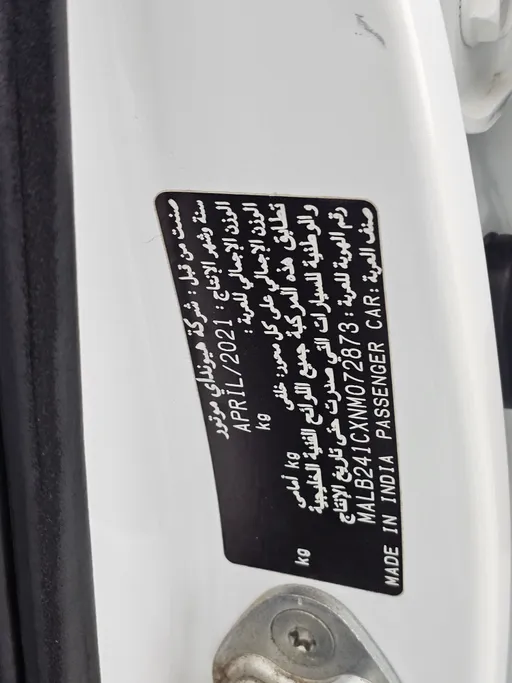 صنعت من قبل : شركة هيونداي موتور
سنة وشهر الإنتاج : APRIL/2021
الوزن الإجمالي للعربة : kg
الوزن الإجمالي على كل محور: خلفي kg أمامي kg
تطابق هذه المركبة جميع اللوائح الفنية الخليجية
والوطنية للسيارات التي صدرت حتى تاريخ الإنتاج
رقم الهوية للعربة : MALB241CXNM072873
صنف العربة : PASSENGER CAR
MADE IN INDIA